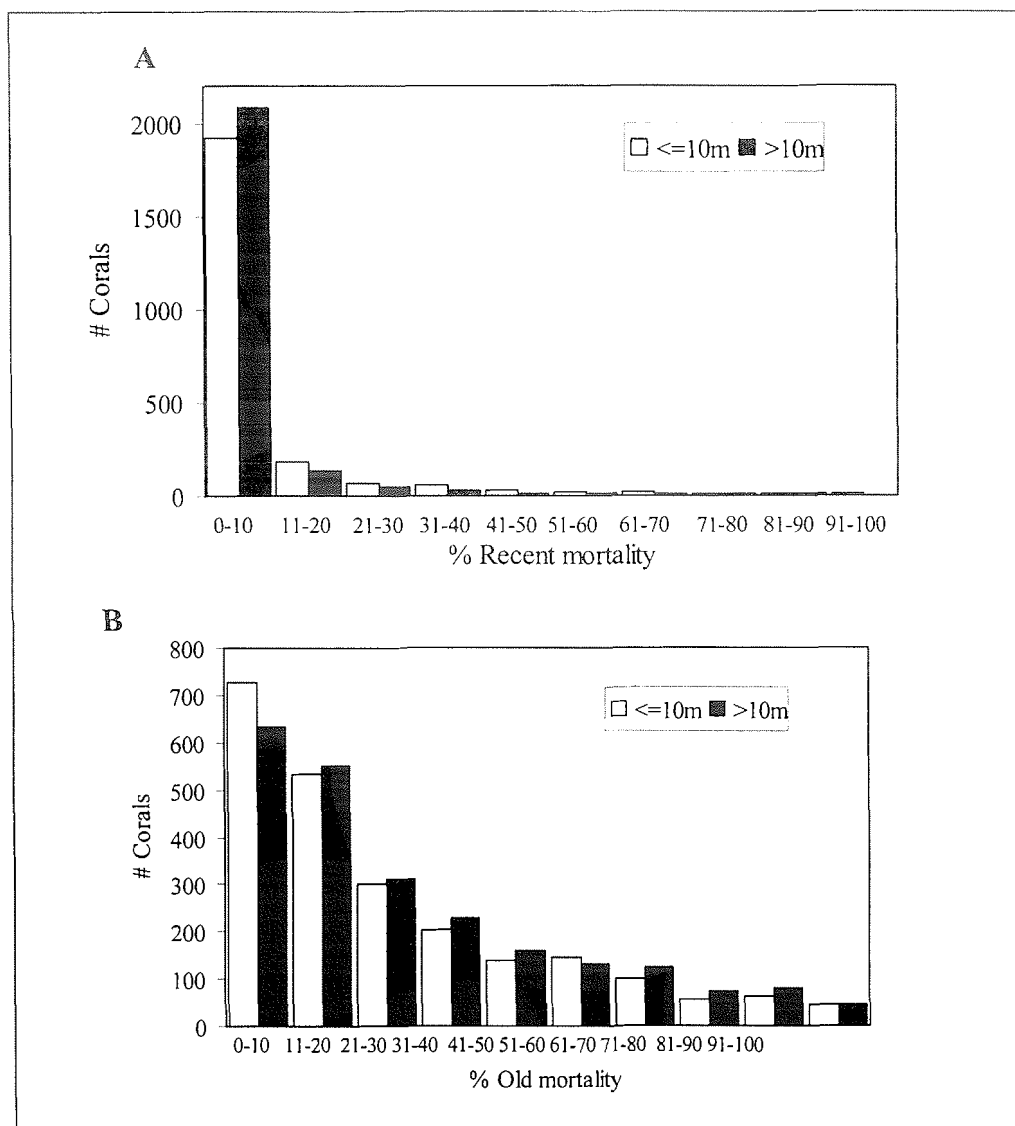 A
2000
1500
1000
500
0
# Corals
<=10m >10m
0-10 11-20 21-30 31-40 41-50 51-60 61-70 71-80 81-90 91-100
% Recent mortality
B
800
700
600
500
400
300
200
100
0
# Corals
<=10m >10m
0-10 11-20 21-30 31-40 41-50 51-60 61-70 71-80 81-90 91-100
% Old mortality